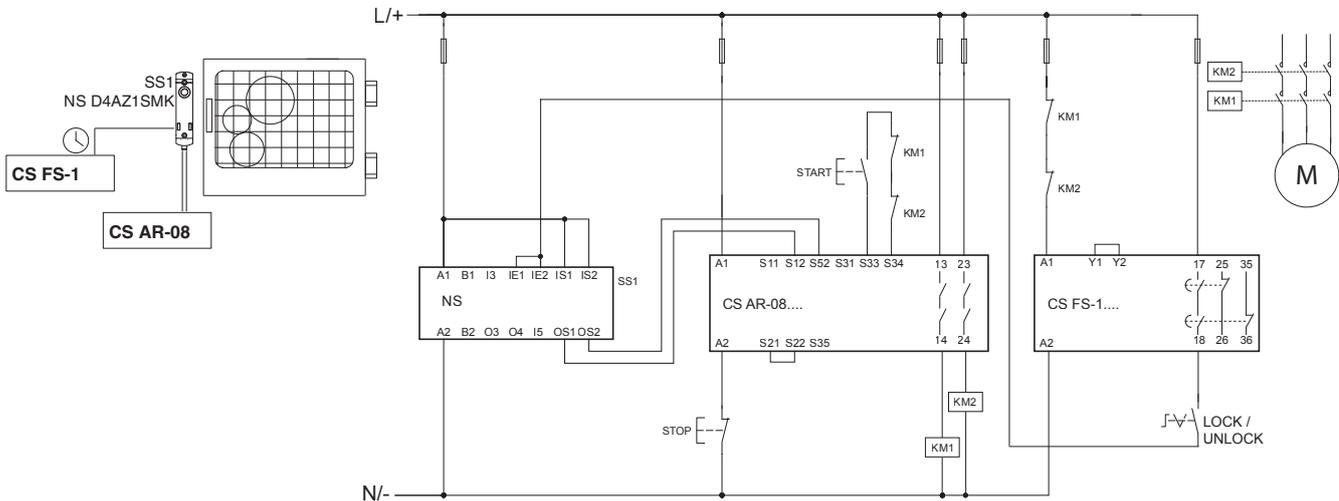 L/+
SS1
NS D4AZ1SMK
CS FS-1
CS AR-08
KM2
KM1
M
KM1
KM2
START
KM1
KM2
A1 B1 I3 IE1 IE2 IS1 IS2
SS1
NS
A2 B2 O3 O4 I5 OS1 OS2
A1 S11 S12 S52 S31 S33 S34 13 23
CS AR-08....
A2 S21 S22 S35 14 24
A1 Y1 Y2 17 25 35
CS FS-1....
A2 18 26 36
KM2
STOP
KM1
LOCK /
UNLOCK
N/-